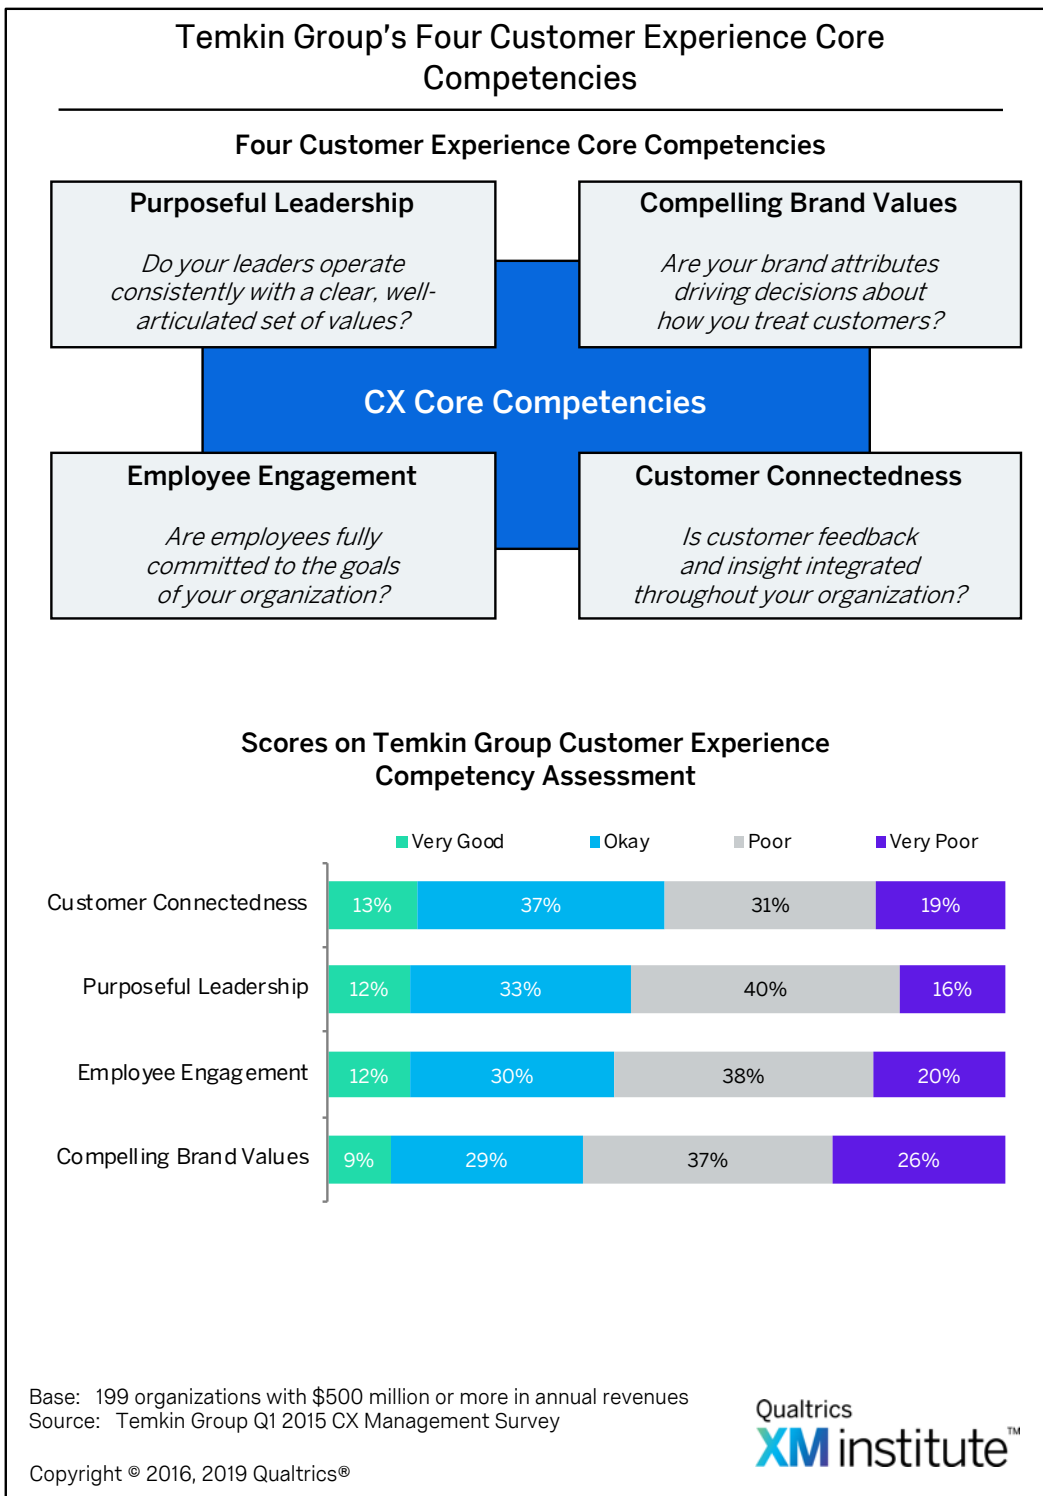 Temkin Group's Four Customer Experience Core
Competencies
Four Customer Experience Core Competencies
Purposeful Leadership
Do your leaders operate
consistently with a clear, well-
articulated set of values?
Compelling Brand Values
Are your brand attributes
driving decisions about
how you treat customers?
CX Core Competencies
Employee Engagement
Are employees fully
committed to the goals
of your organization?
Customer Connectedness
Is customer feedback
and insight integrated
throughout your organization?
Scores on Temkin Group Customer Experience
Competency Assessment
Very Good Okay Poor Very Poor
Customer Connectedness 13% 37% 31% 19%
Purposeful Leadership 12% 33% 40% 16%
Employee Engagement 12% 30% 38% 20%
Compelling Brand Values 9% 29% 37% 26%
Base: 199 organizations with $500 million or more in annual revenues
Source: Temkin Group Q1 2015 CX Management Survey
Copyright © 2016, 2019 Qualtrics®
Qualtrics
XM institute™